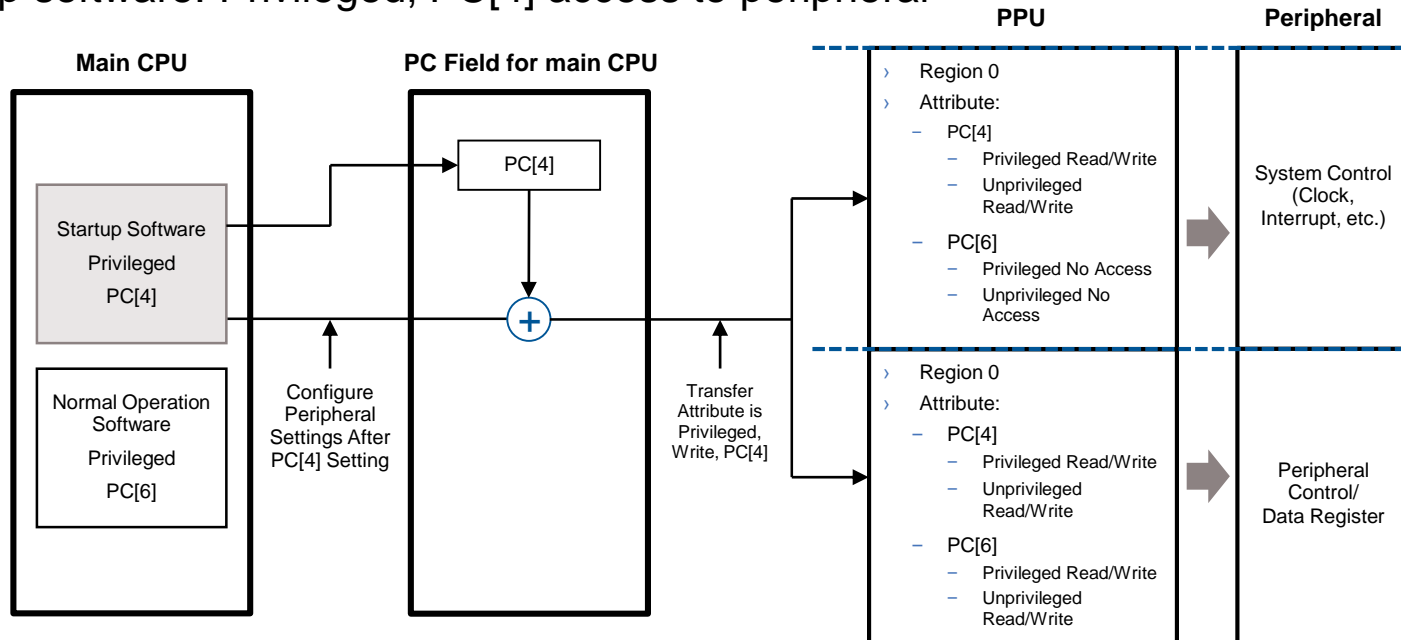 p software: Privileged, PC[4] access to peripheral
PPU
Peripheral
Main CPU
PC Field for main CPU
Startup Software
Privileged
PC[4]
Normal Operation
Software
Privileged
PC[6]
Configure
Peripheral
Settings After
PC[4] Setting
PC[4]
+
Transfer
Attribute is
Privileged,
Write, PC[4]
› Region 0
› Attribute:
– PC[4]
– Privileged Read/Write
– Unprivileged
Read/Write
– PC[6]
– Privileged No Access
– Unprivileged No
Access
› Region 0
› Attribute:
– PC[4]
– Privileged Read/Write
– Unprivileged
Read/Write
– PC[6]
– Privileged Read/Write
– Unprivileged
Read/Write
System Control
(Clock,
Interrupt, etc.)
Peripheral
Control/
Data Register